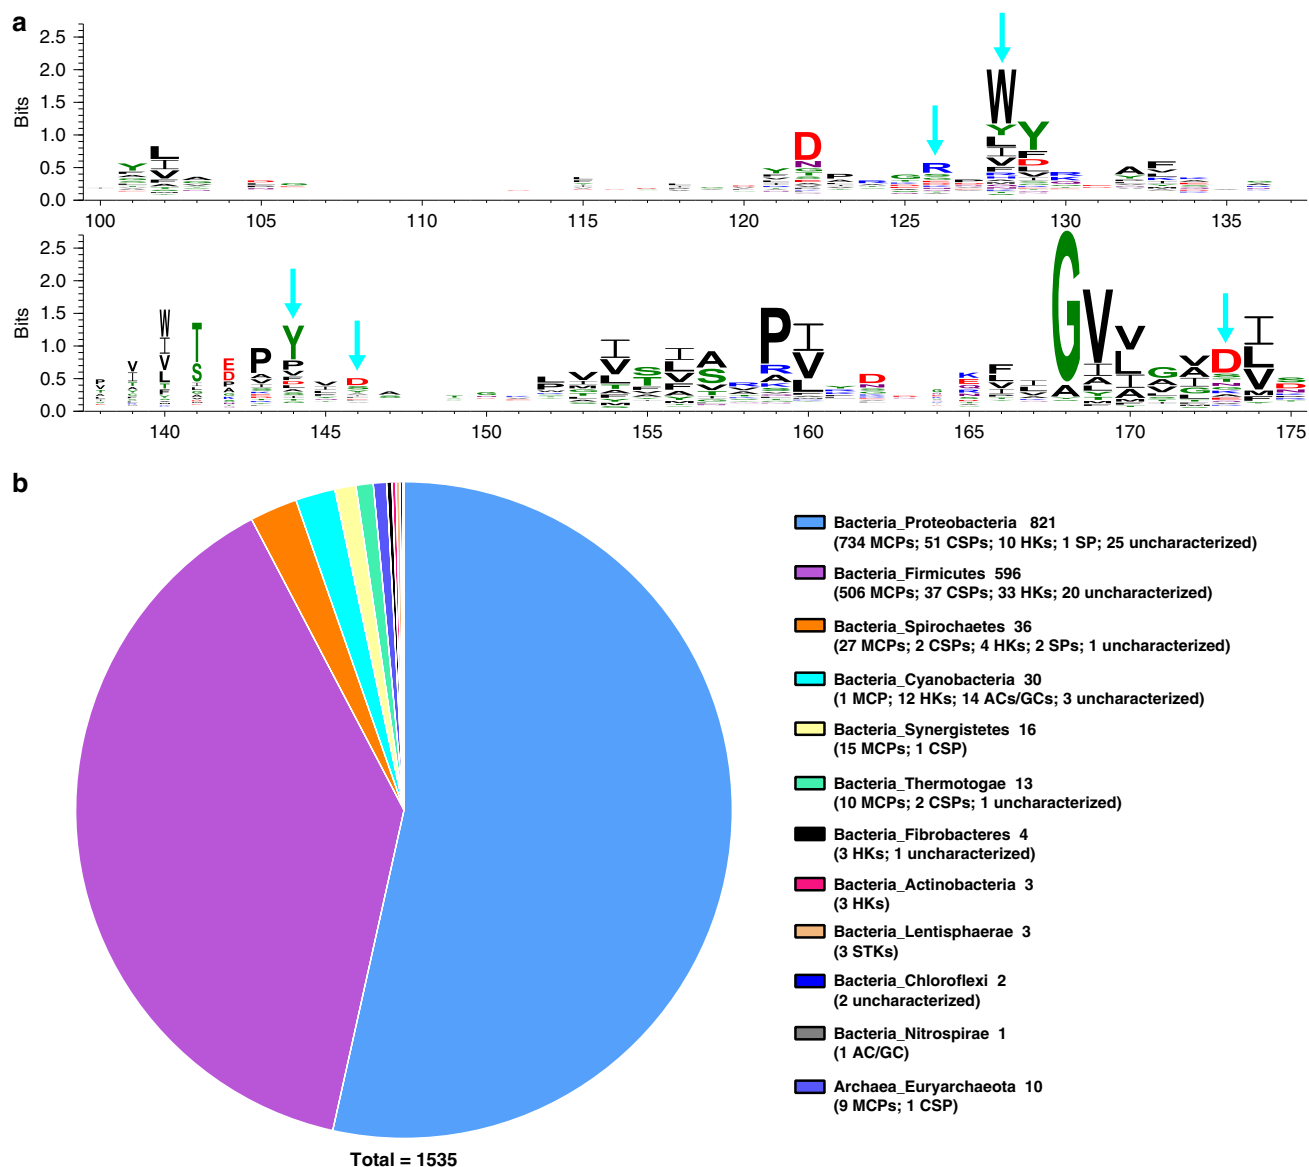 a
Bits
2.5
2.0
1.5
1.0
0.5
0.0
100 105 110 115 120 125 130 135
Bits
2.5
2.0
1.5
1.0
0.5
0.0
140 145 150 155 160 165 170 175
b
Bacteria_Proteobacteria 821
(734 MCPs; 51 CSPs; 10 HKs; 1 SP; 25 uncharacterized)
Bacteria_Firmicutes 596
(506 MCPs; 37 CSPs; 33 HKs; 20 uncharacterized)
Bacteria_Spirochaetes 36
(27 MCPs; 2 CSPs; 4 HKs; 2 SPs; 1 uncharacterized)
Bacteria_Cyanobacteria 30
(1 MCP; 12 HKs; 14 ACs/GCs; 3 uncharacterized)
Bacteria_Synergistetes 16
(15 MCPs; 1 CSP)
Bacteria_Thermotogae 13
(10 MCPs; 2 CSPs; 1 uncharacterized)
Bacteria_Fibrobacteres 4
(3 HKs; 1 uncharacterized)
Bacteria_Actinobacteria 3
(3 HKs)
Bacteria_Lentisphaerae 3
(3 STKs)
Bacteria_Chloroflexi 2
(2 uncharacterized)
Bacteria_Nitrospirae 1
(1 AC/GC)
Archaea_Euryarchaeota 10
(9 MCPs; 1 CSP)
Total = 1535